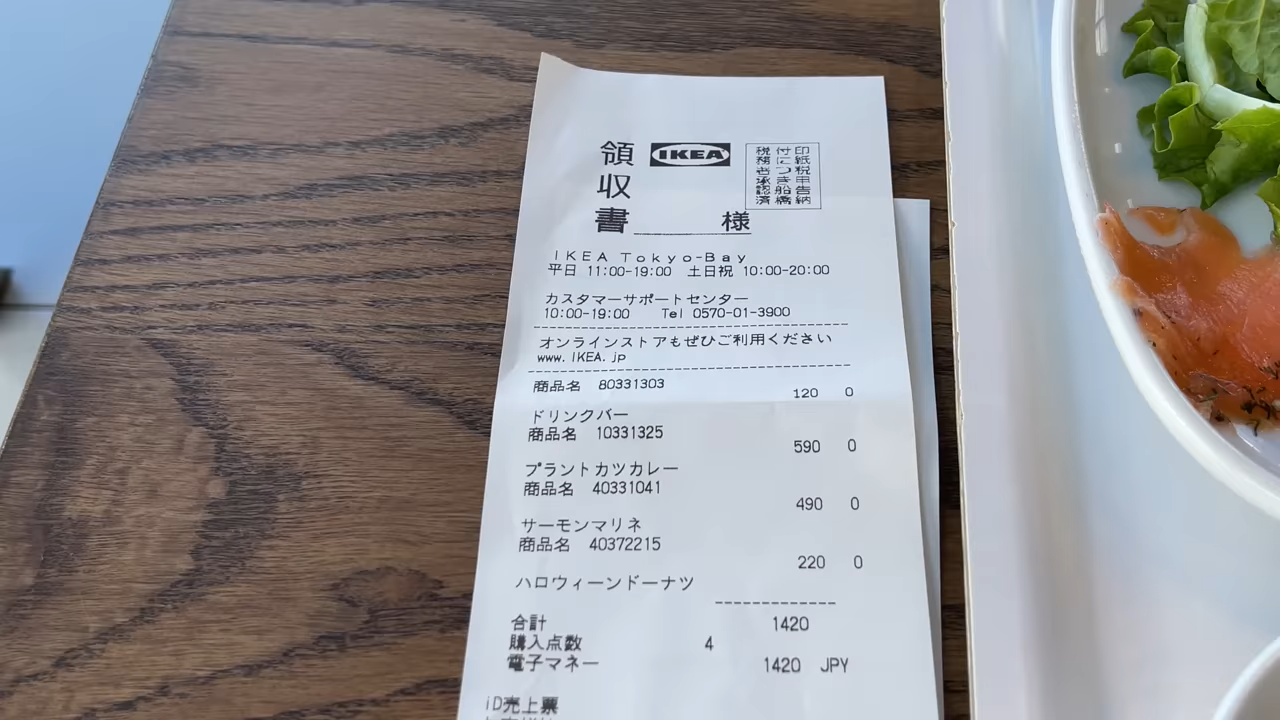 領収書
IKEA
印紙税申告納
付につき船橋
税務署承認済
様
IKEA Tokyo-Bay
平日 11:00-19:00 土日祝 10:00-20:00
カスタマーサポートセンター
10:00-19:00 Tel 0570-01-3900
オンラインストアもぜひご利用ください
www.IKEA.jp
商品名 80331303
120 0
ドリンクバー
商品名 10331325
590 0
プラントカツカレー
商品名 40331041
490 0
サーモンマリネ
商品名 40372215
220 0
ハロウィーンドーナツ
合計 1420
購入点数 4
電子マネー 1420 JPY
iD売上票